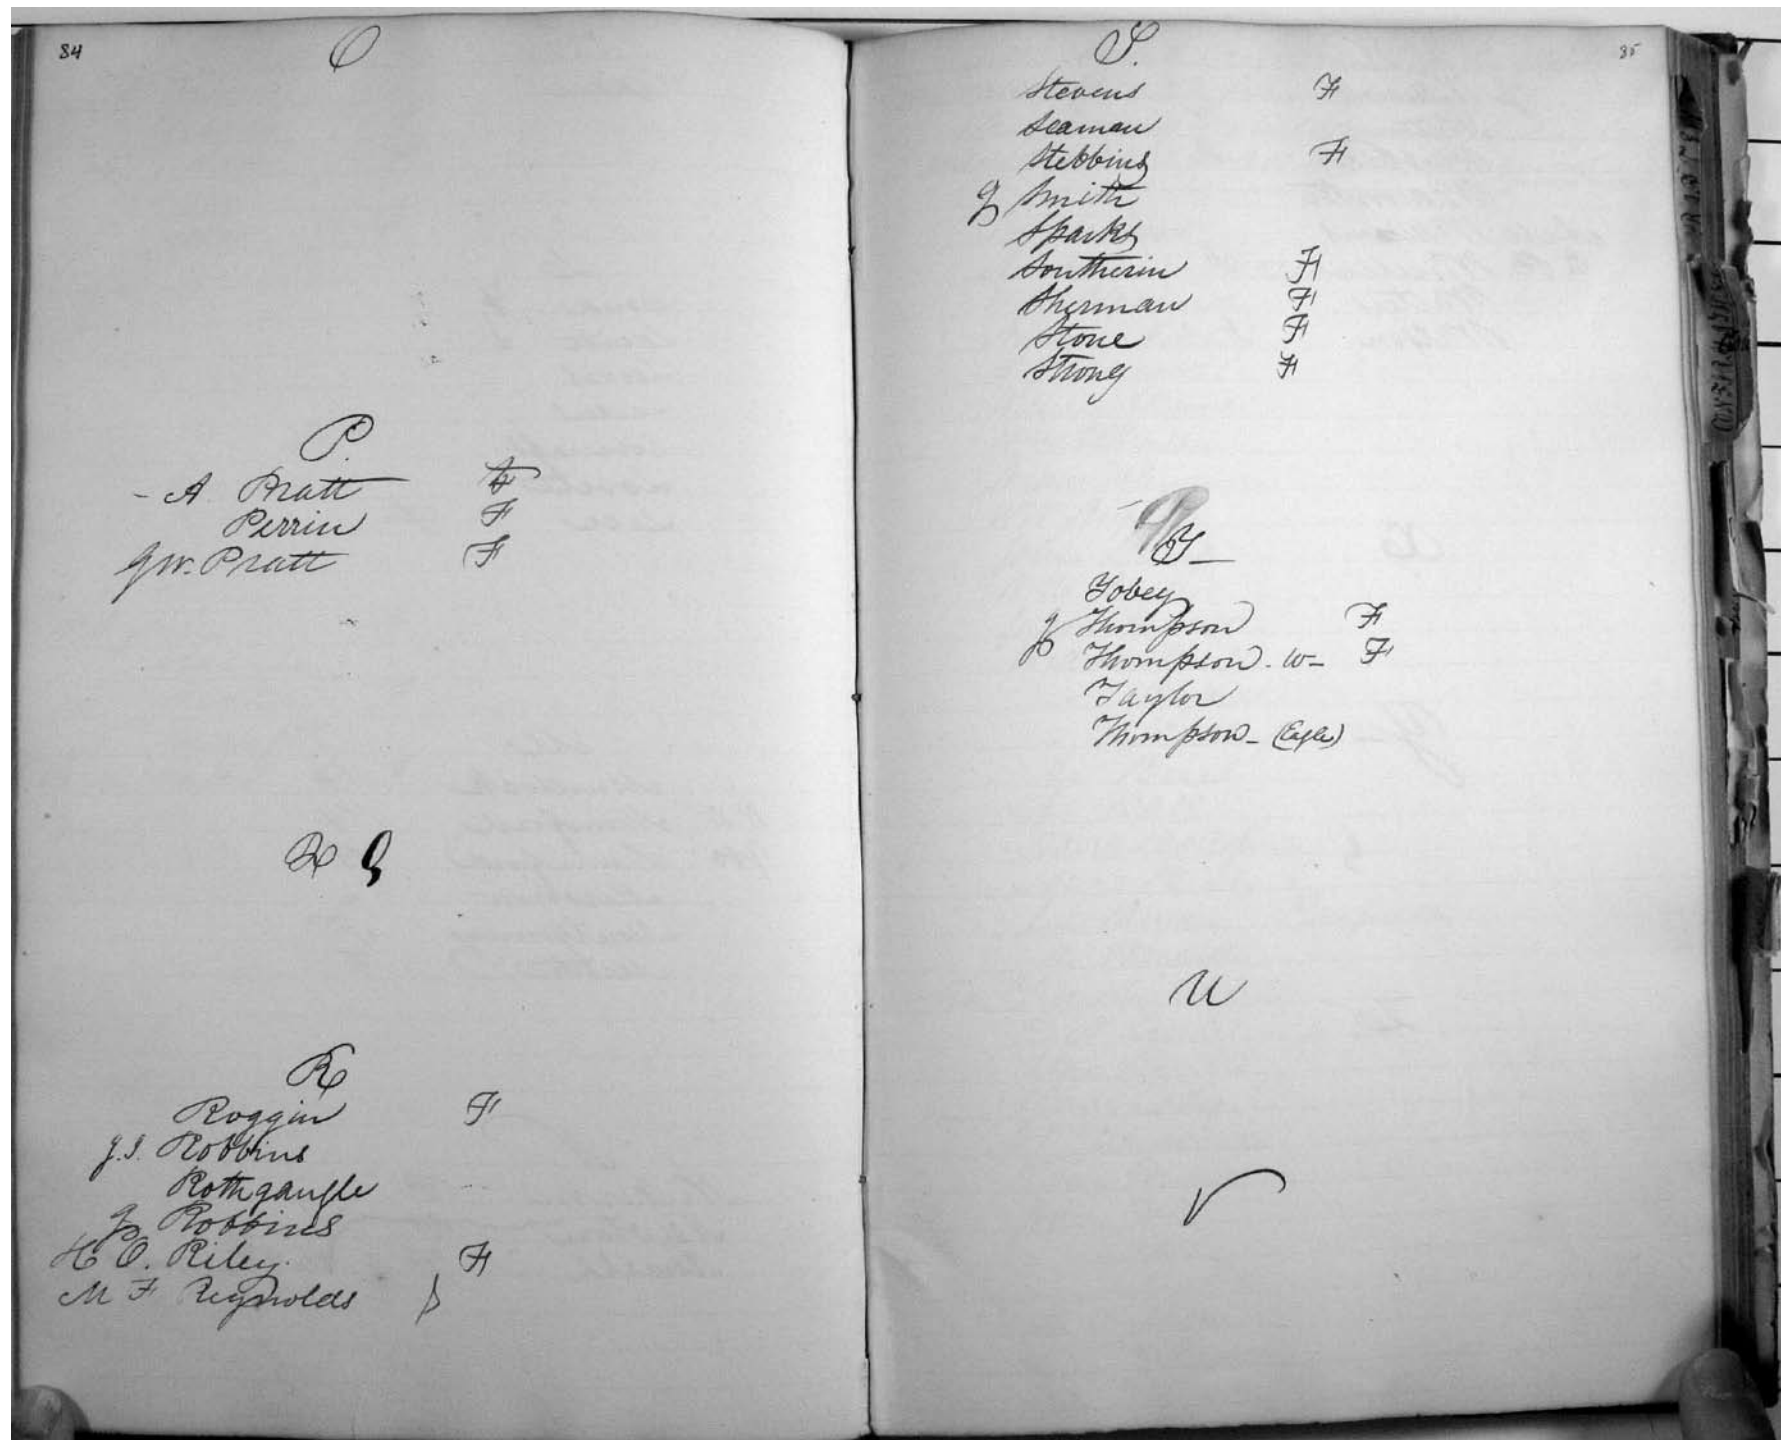 84
O
P.
- A. Pratt
Perrin F
J W. Pratt F
R Q
R
Roggin F
J. I. Robbins
Rothgangle
J Robbins
H O. Riley. F
M F Reynolds
85
S.
Stevens F
Seaman
Stebbins F
J Smith
Sparks
Southerin F
Sherman F
Stone F
Strong F
T
Tobey
J Thompson F
Thompson. W- F
Taylor
Thompson- (Eagle)
U
V